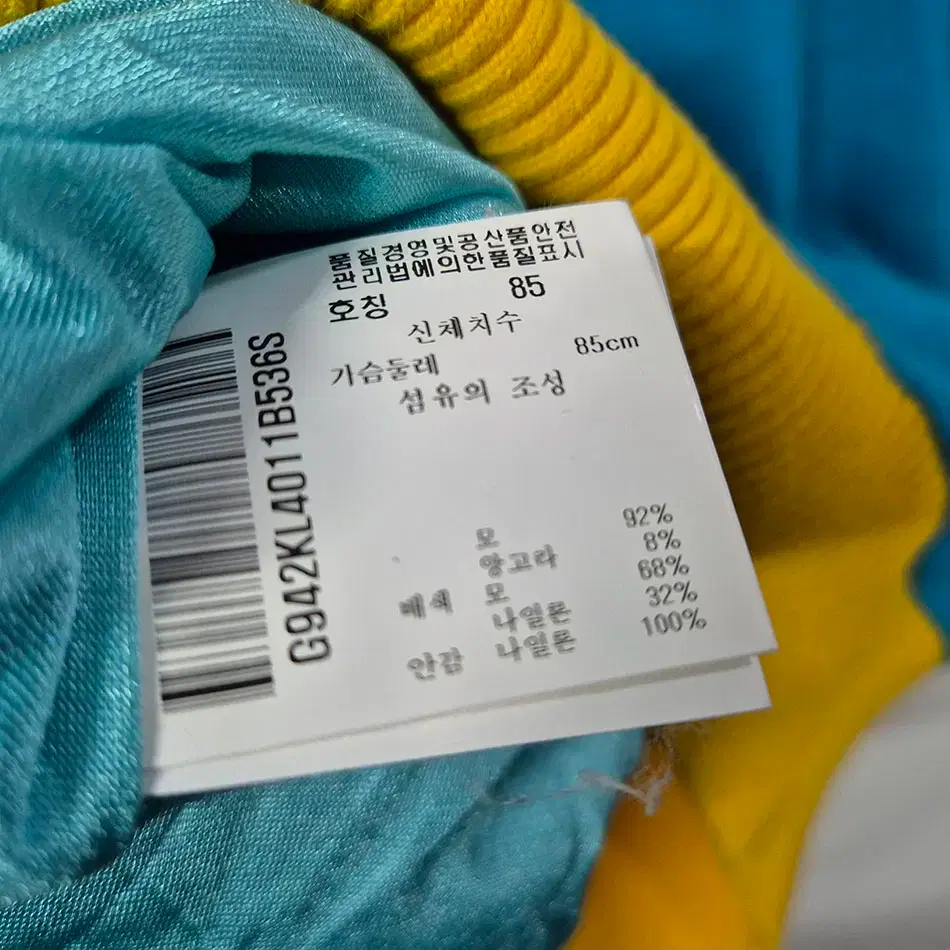 품질경영및공산품안전
관리법에의한품질표시
호칭 85
신체치수
가슴둘레 85cm
섬유의 조성
모 92%
앙고라 8%
배색 모 68%
나일론 32%
안감 나일론 100%
G942KL4011B536S